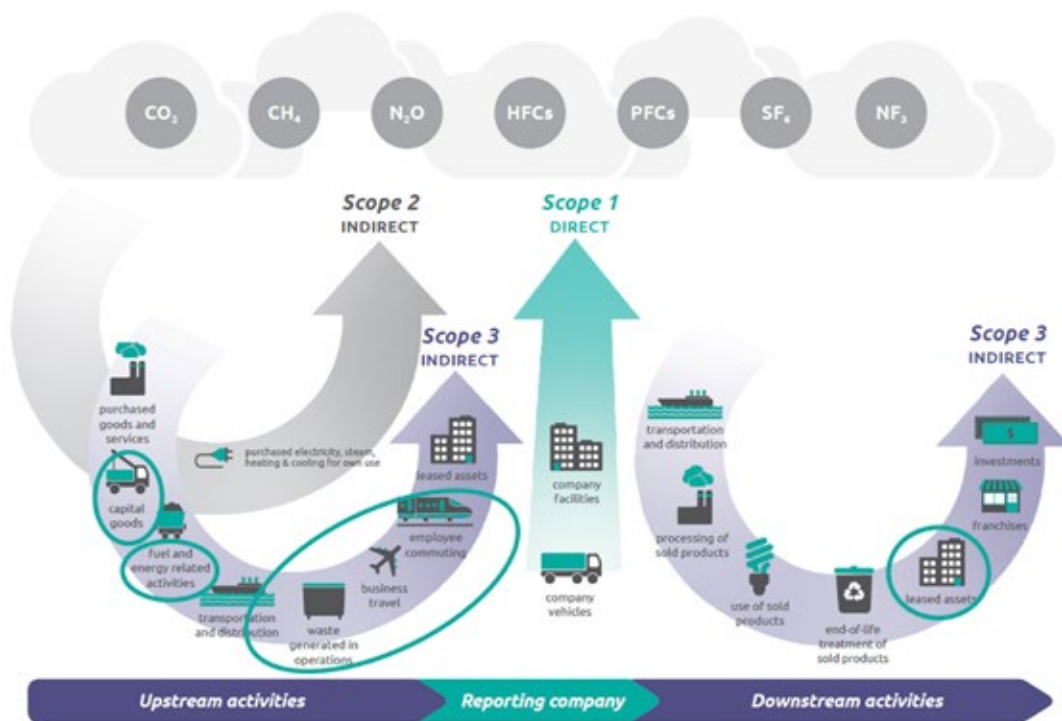 CO₂
CH₄
N₂O
HFCs
PFCs
SF₆
NF₃
Scope 2
INDIRECT
Scope 1
DIRECT
Scope 3
INDIRECT
Scope 3
INDIRECT
purchased
goods and
services
capital
goods
fuel and
energy related
activities
transportation
and distribution
waste
generated in
operations
business
travel
employee
commuting
leased assets
purchased electricity, steam,
heating & cooling for own use
company
facilities
company
vehicles
transportation
and distribution
processing of
sold products
use of sold
products
end-of-life
treatment of
sold products
leased assets
franchises
investments
$
Upstream activities
Reporting company
Downstream activities